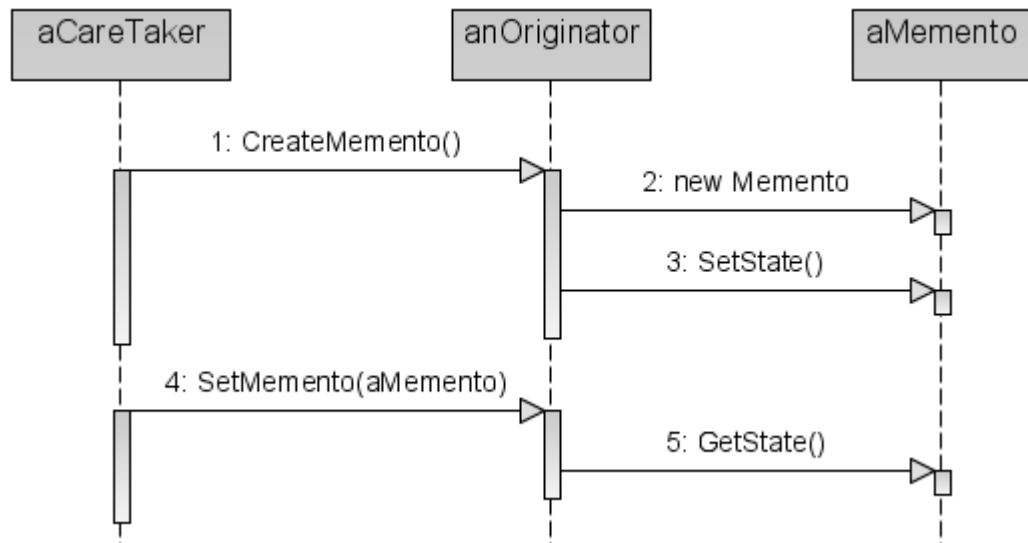 aCareTaker
anOriginator
aMemento
1: CreateMemento()
2: new Memento
3: SetState()
4: SetMemento(aMemento)
5: GetState()